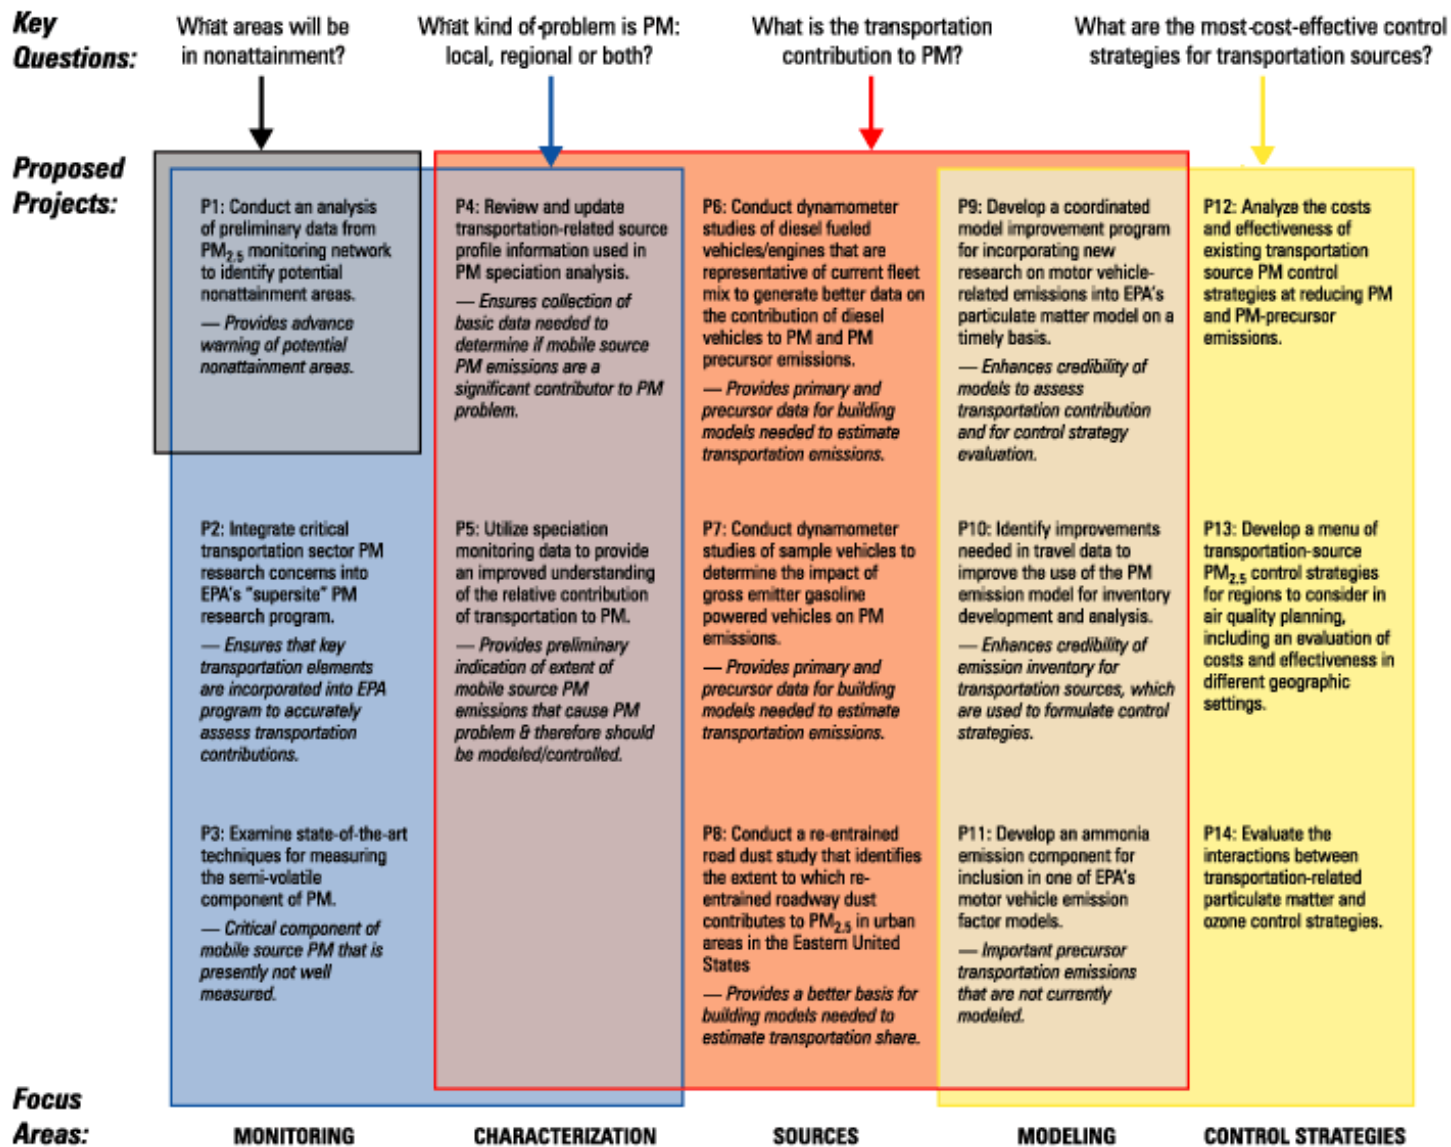 Key
Questions:
What areas will be
in nonattainment?
What kind of-problem is PM:
local, regional or both?
What is the transportation
contribution to PM?
What are the most-cost-effective control
strategies for transportation sources?
Proposed
Projects:
P1: Conduct an analysis
of preliminary data from
PM2.5 monitoring network
to identify potential
nonattainment areas.
— Provides advance
warning of potential
nonattainment areas.
P2: Integrate critical
transportation sector PM
research concerns into
EPA's "supersite" PM
research program.
— Ensures that key
transportation elements
are incorporated into EPA
program to accurately
assess transportation
contributions.
P3: Examine state-of-the-art
techniques for measuring
the semi-volatile
component of PM.
— Critical component of
mobile source PM that is
presently not well
measured.
P4: Review and update
transportation-related source
profile information used in
PM speciation analysis.
— Ensures collection of
basic data needed to
determine if mobile source
PM emissions are a
significant contributor to PM
problem.
P5: Utilize speciation
monitoring data to provide
an improved understanding
of the relative contribution
of transportation to PM.
— Provides preliminary
indication of extent of
mobile source PM
emissions that cause PM
problem & therefore should
be modeled/controlled.
P6: Conduct dynamometer
studies of diesel fueled
vehicles/engines that are
representative of current fleet
mix to generate better data on
the contribution of diesel
vehicles to PM and PM
precursor emissions.
— Provides primary and
precursor data for building
models needed to estimate
transportation emissions.
P7: Conduct dynamometer
studies of sample vehicles to
determine the impact of
gross emitter gasoline
powered vehicles on PM
emissions.
— Provides primary and
precursor data for building
models needed to estimate
transportation emissions.
P8: Conduct a re-entrained
road dust study that identifies
the extent to which re-
entrained roadway dust
contributes to PM2.5 in urban
areas in the Eastern United
States
— Provides a better basis for
building models needed to
estimate transportation share.
P9: Develop a coordinated
model improvement program
for incorporating new
research on motor vehicle-
related emissions into EPA's
particulate matter model on a
timely basis.
— Enhances credibility of
models to assess
transportation contribution
and for control strategy
evaluation.
P10: Identify improvements
needed in travel data to
improve the use of the PM
emission model for inventory
development and analysis.
— Enhances credibility of
emission inventory for
transportation sources, which
are used to formulate control
strategies.
P11: Develop an ammonia
emission component for
inclusion in one of EPA's
motor vehicle emission
factor models.
— Important precursor
transportation emissions
that are not currently
modeled.
P12: Analyze the costs
and effectiveness of
existing transportation
source PM control
strategies at reducing PM
and PM-precursor
emissions.
P13: Develop a menu of
transportation-source
PM2.5 control strategies
for regions to consider in
air quality planning,
including an evaluation of
costs and effectiveness in
different geographic
settings.
P14: Evaluate the
interactions between
transportation-related
particulate matter and
ozone control strategies.
Focus
Areas:
MONITORING
CHARACTERIZATION
SOURCES
MODELING
CONTROL STRATEGIES